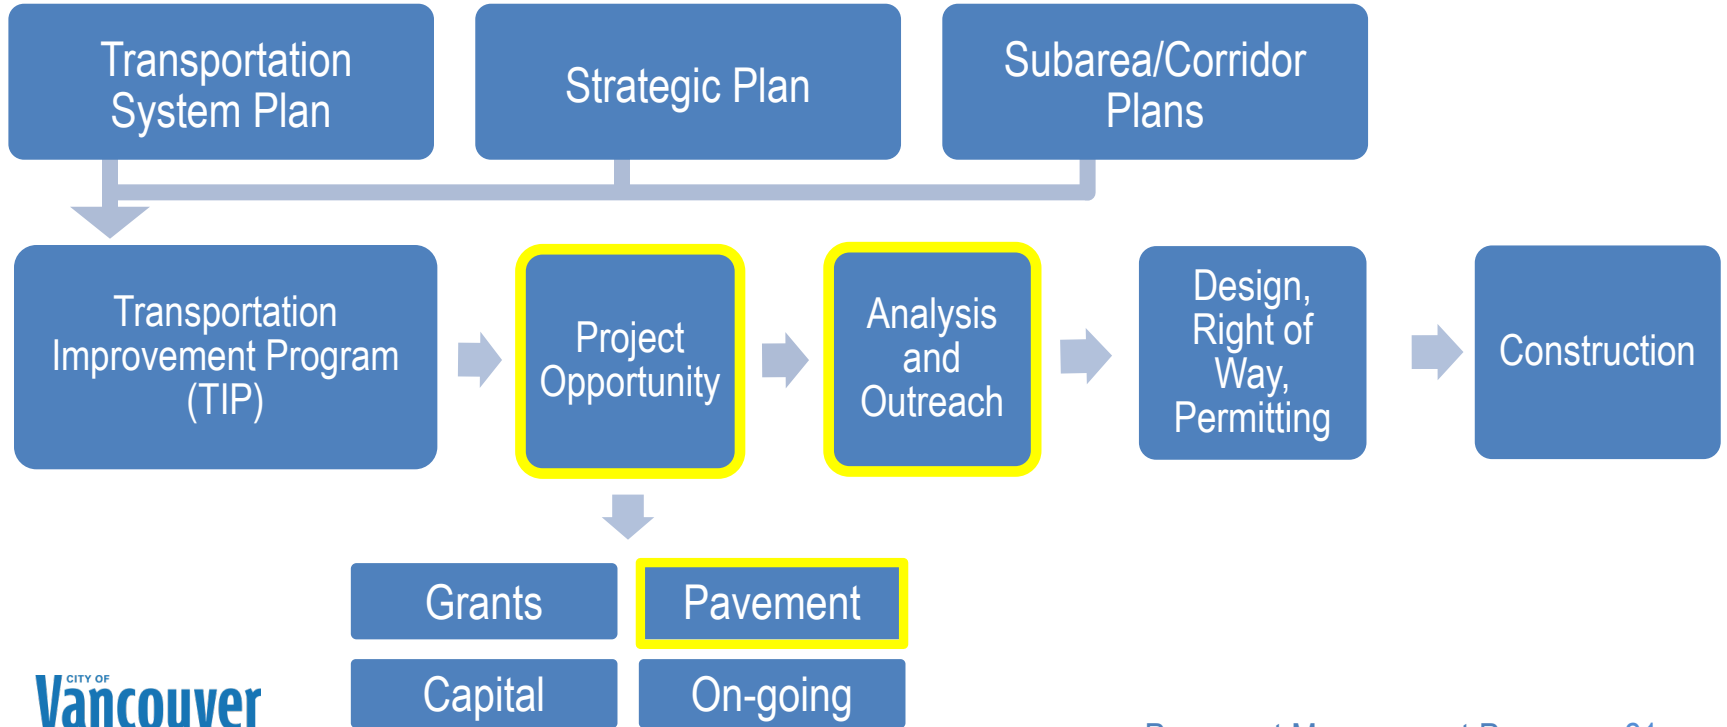 Transportation
System Plan
Strategic Plan
Subarea/Corridor
Plans
Transportation
Improvement Program
(TIP)
Project
Opportunity
Analysis
and
Outreach
Design,
Right of
Way,
Permitting
Construction
Grants
Pavement
Capital
On-going
CITY OF
Vancouver